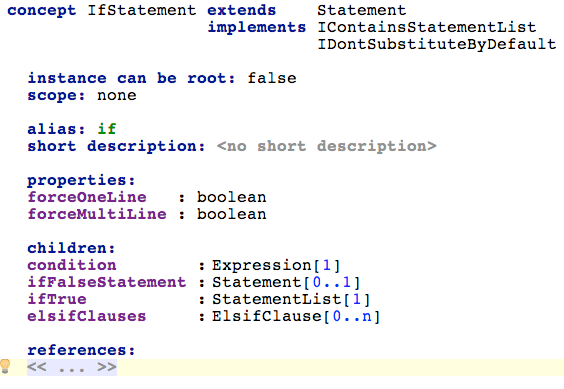 concept IfStatement extends Statement
implements IContainsStatementList
IDontSubstituteByDefault
instance can be root: false
scope: none
alias: if
short description: <no short description>
properties:
forceOneLine : boolean
forceMultiLine : boolean
children:
condition : Expression[1]
ifFalseStatement : Statement[0..1]
ifTrue : StatementList[1]
elsifClauses : ElsifClause[0..n]
references:
<< ... >>